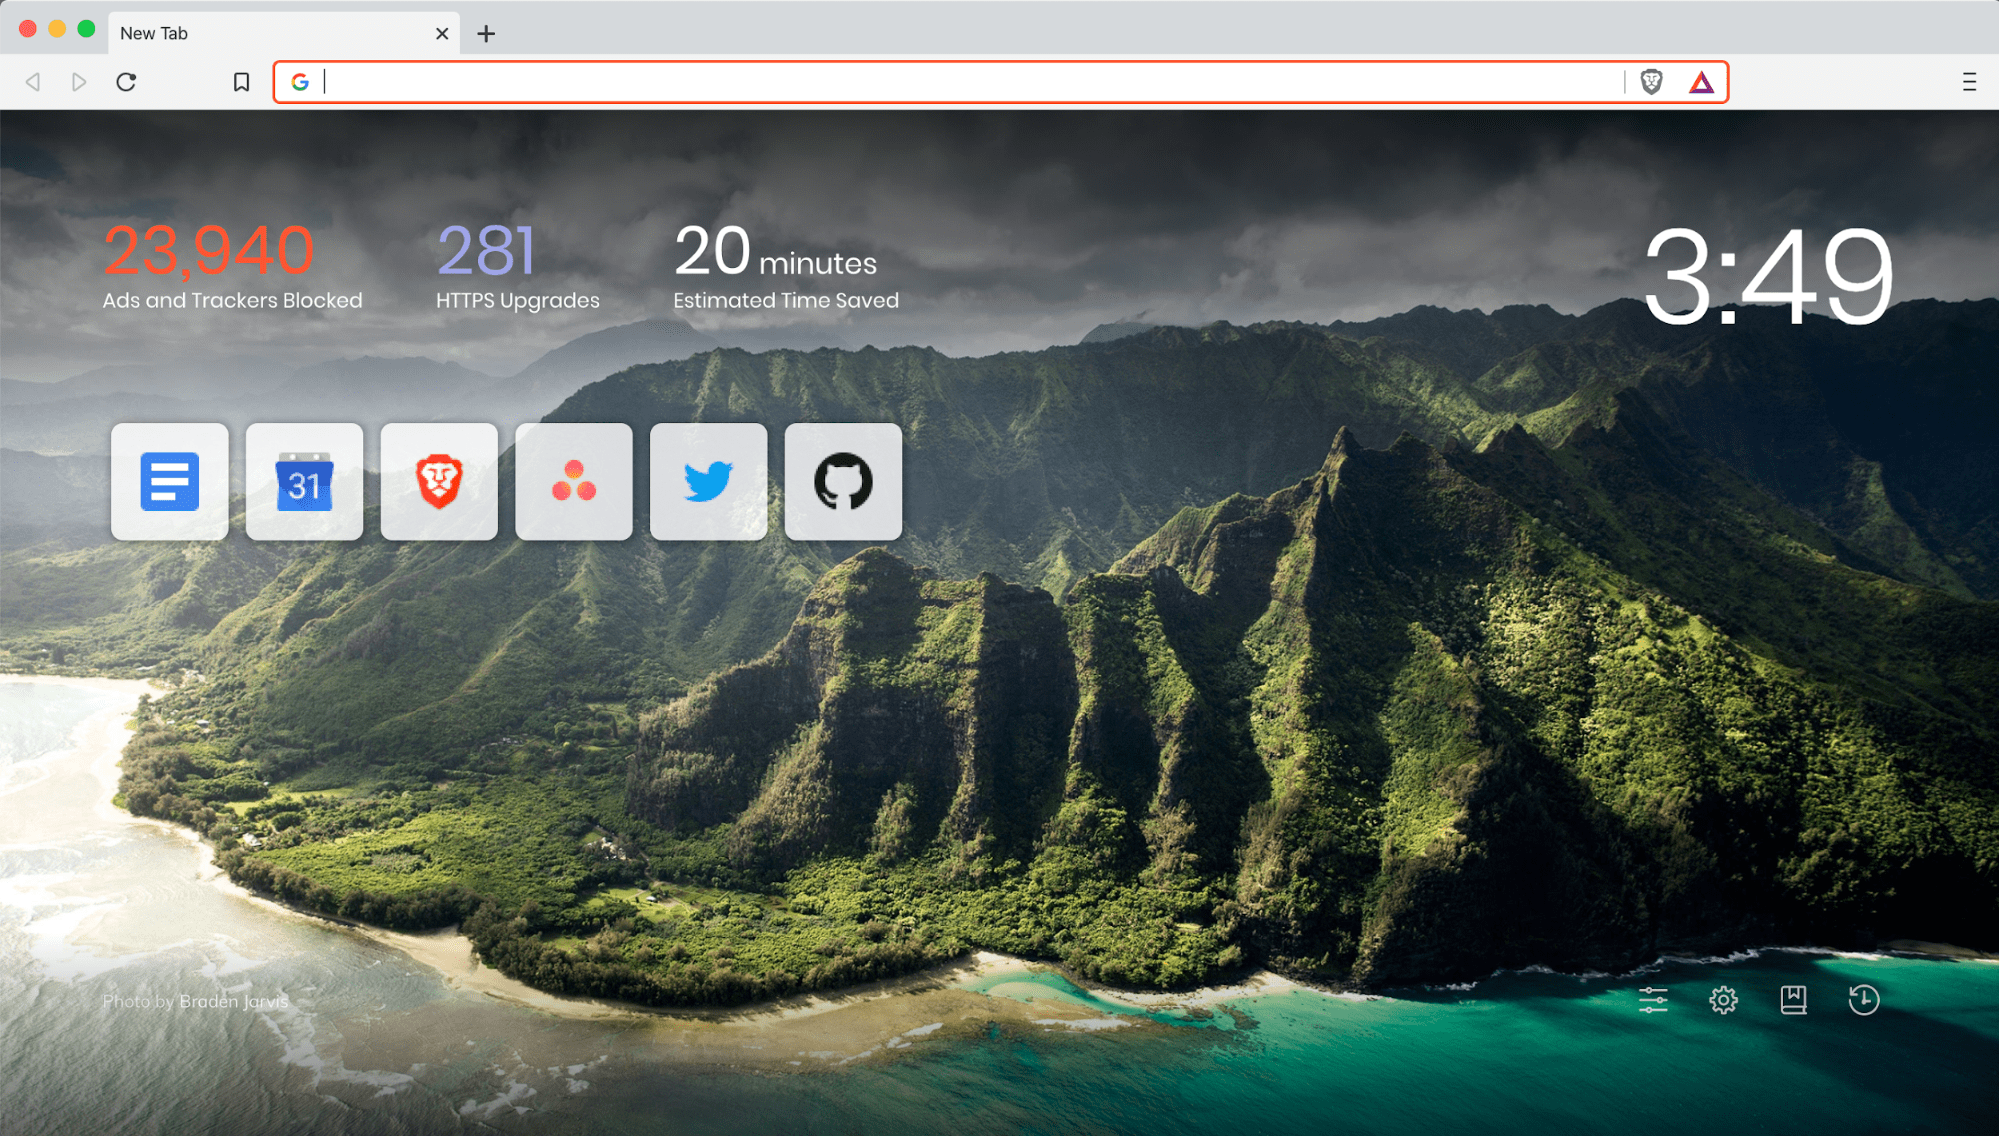 New Tab
23,940
Ads and Trackers Blocked
281
HTTPS Upgrades
20 minutes
Estimated Time Saved
3:49
31
Photo by Braden Jarvis